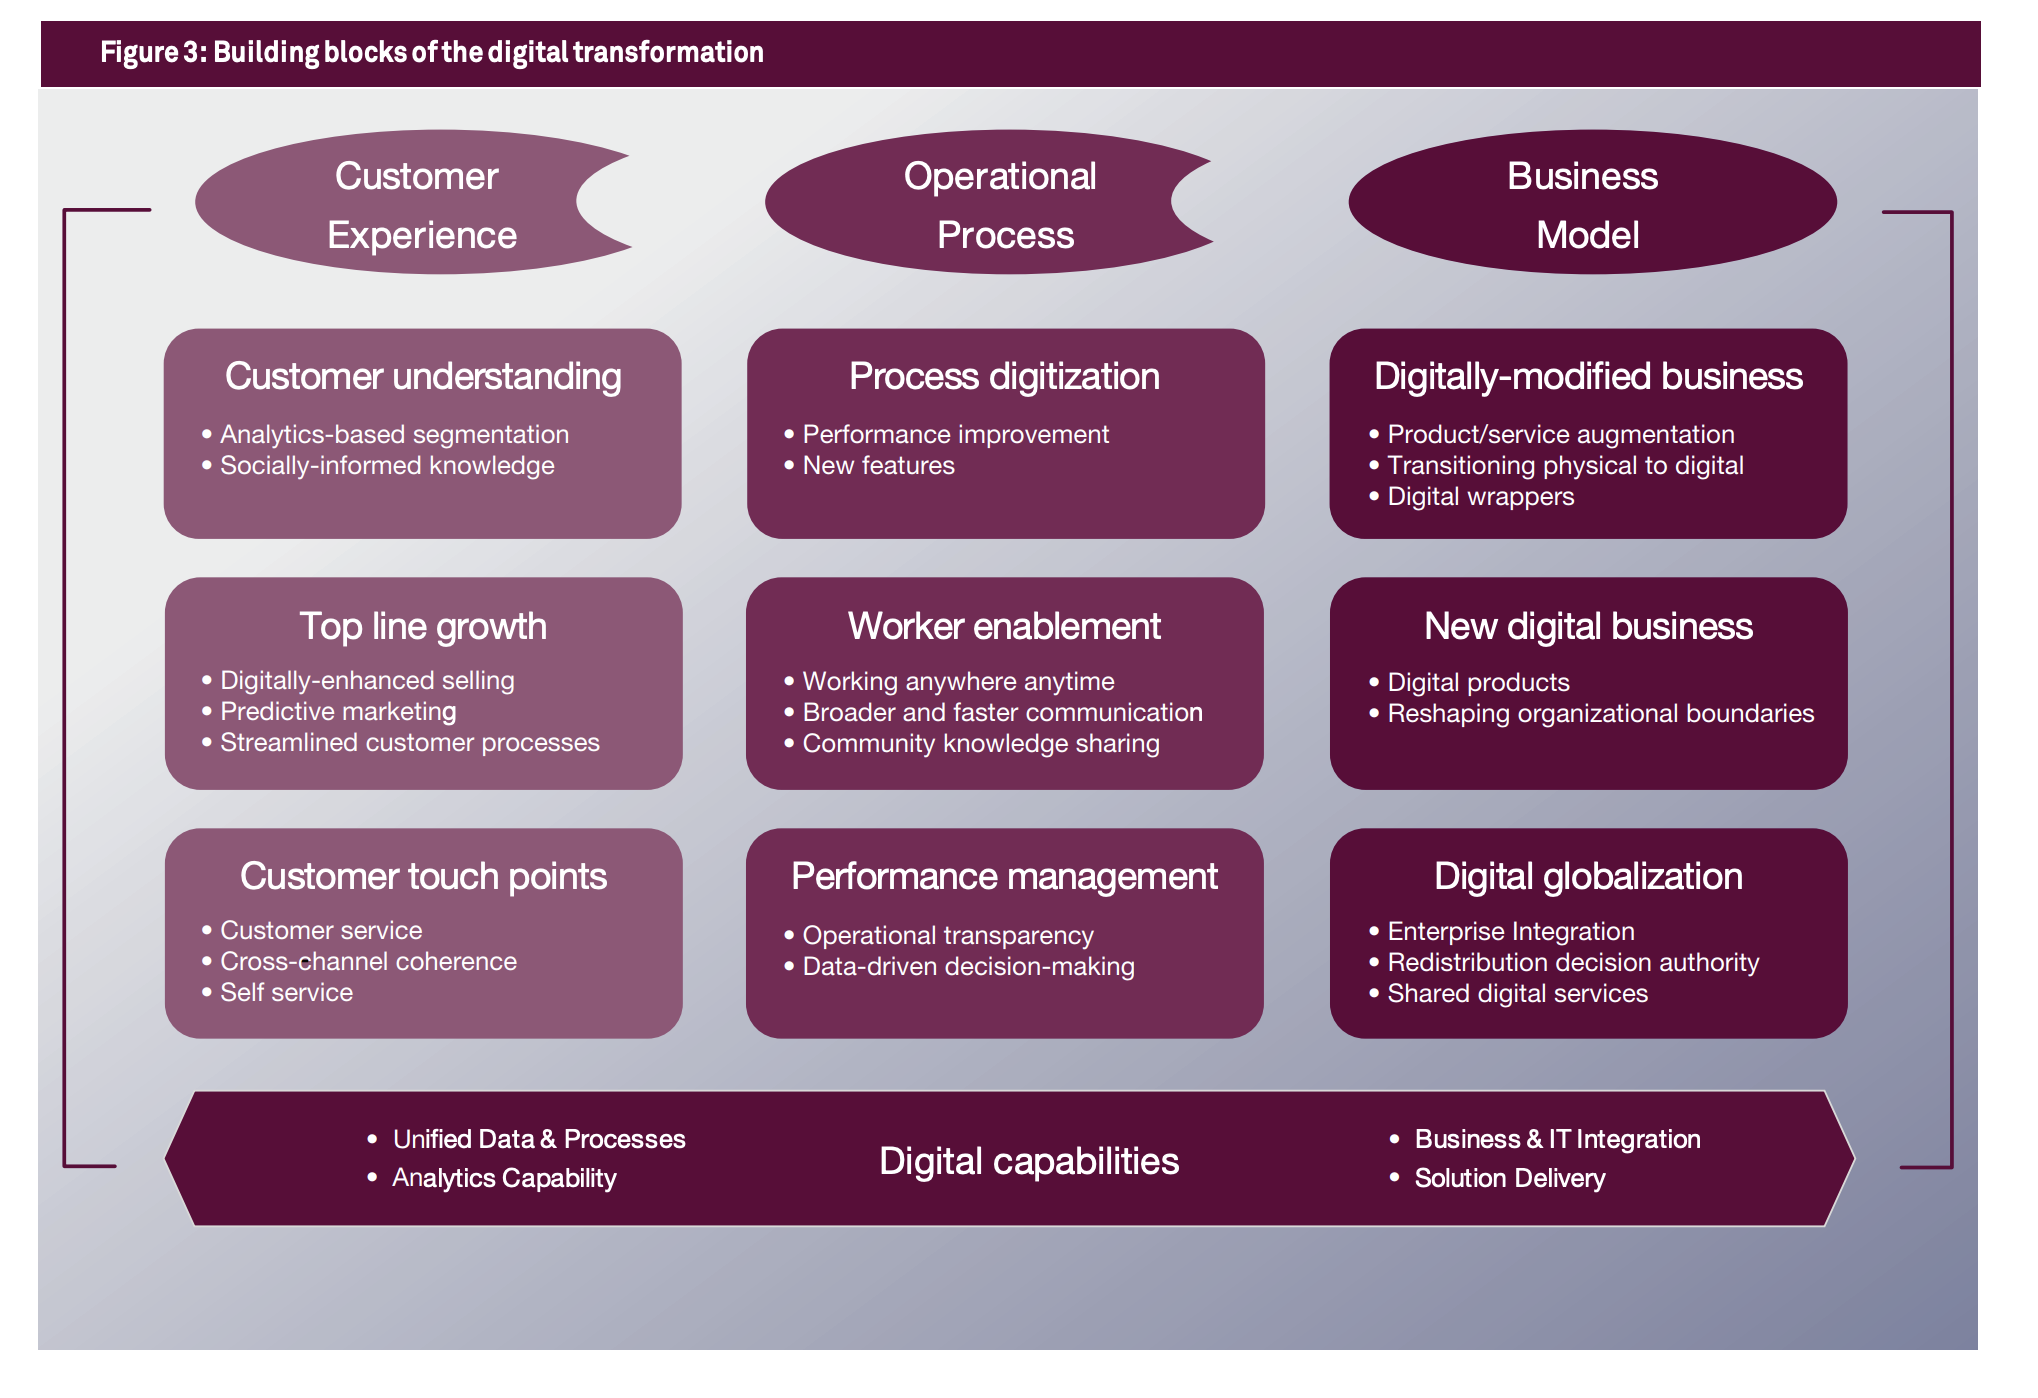 Figure 3: Building blocks of the digital transformation
Customer
Experience
Operational
Process
Business
Model
Customer understanding
• Analytics-based segmentation
• Socially-informed knowledge
Process digitization
• Performance improvement
• New features
Digitally-modified business
• Product/service augmentation
• Transitioning physical to digital
• Digital wrappers
Top line growth
• Digitally-enhanced selling
• Predictive marketing
• Streamlined customer processes
Worker enablement
• Working anywhere anytime
• Broader and faster communication
• Community knowledge sharing
New digital business
• Digital products
• Reshaping organizational boundaries
Customer touch points
• Customer service
• Cross-channel coherence
• Self service
Performance management
• Operational transparency
• Data-driven decision-making
Digital globalization
• Enterprise Integration
• Redistribution decision authority
• Shared digital services
• Unified Data & Processes
• Analytics Capability
Digital capabilities
• Business & IT Integration
• Solution Delivery